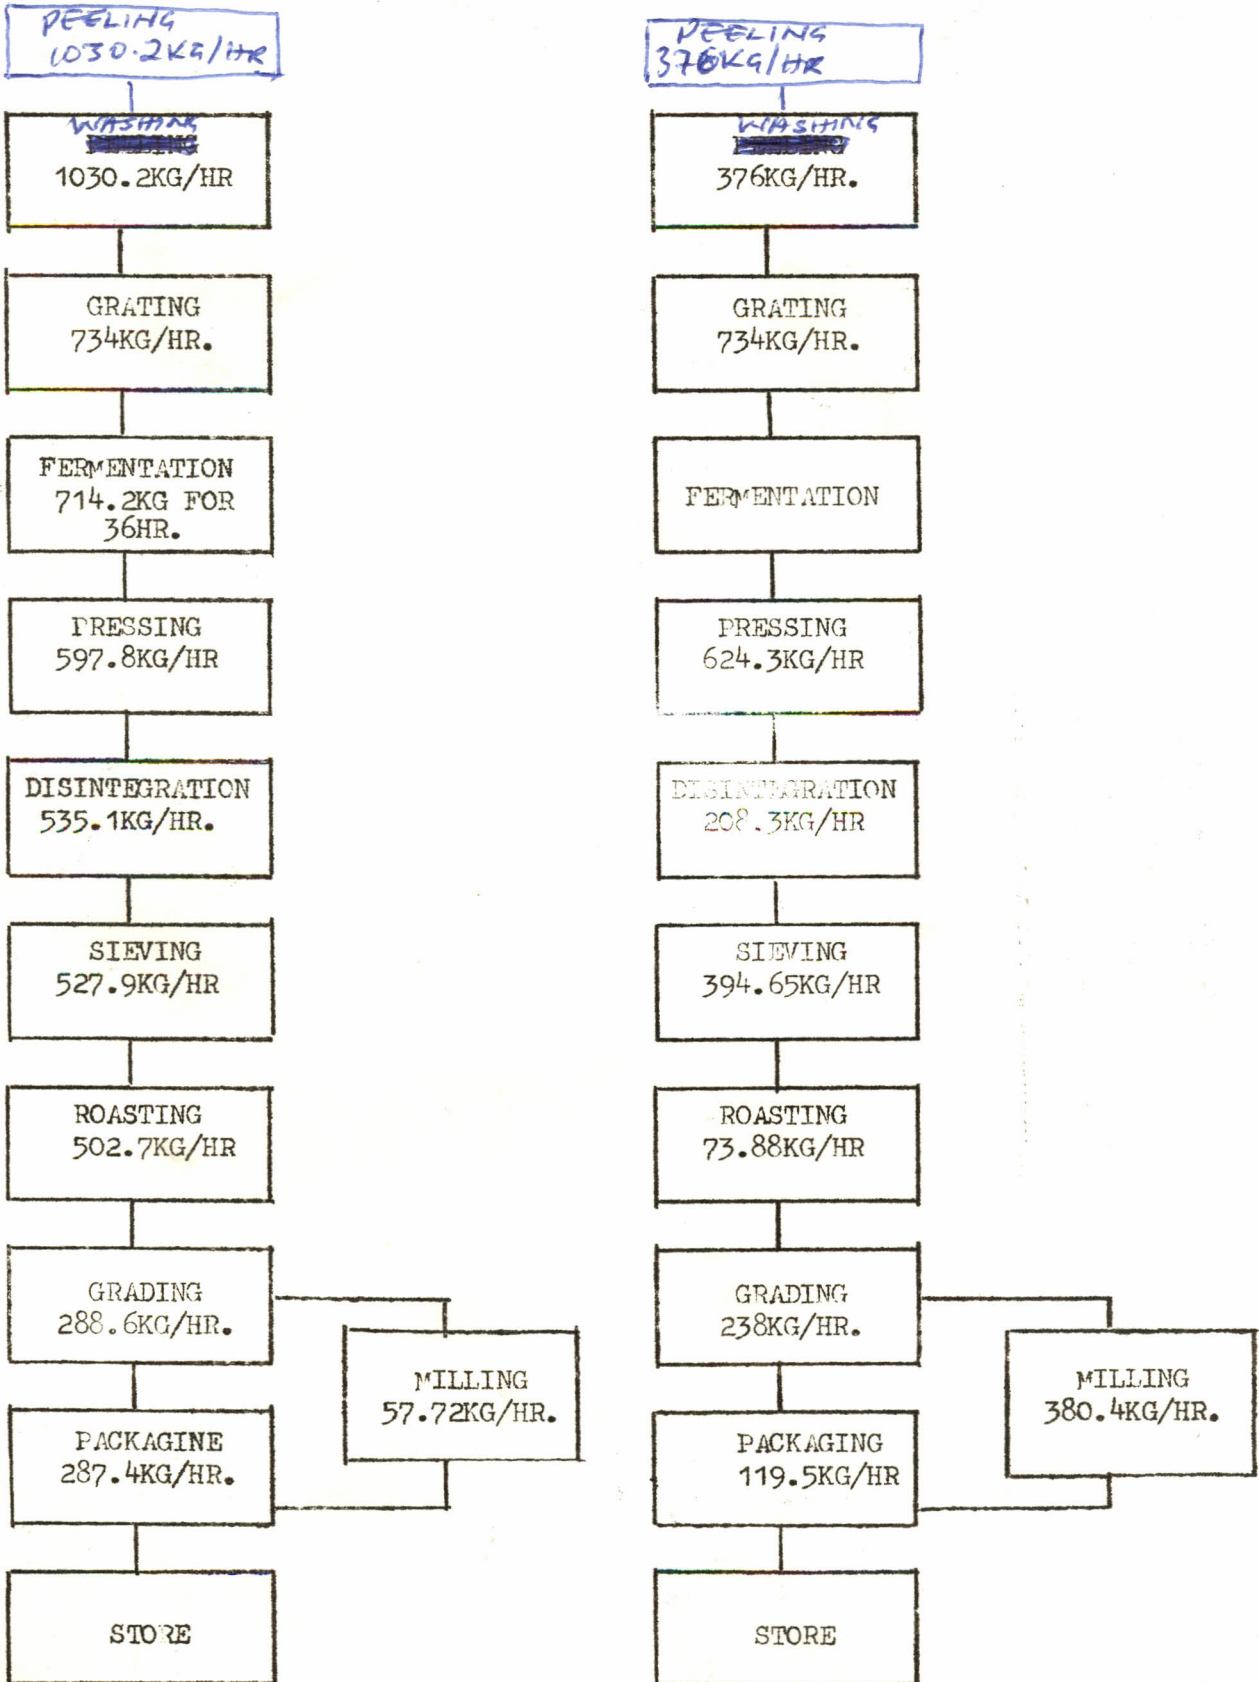 PEELING
1030.2KG/HR
WASHING
1030.2KG/HR
GRATING
734KG/HR.
FERMENTATION
714.2KG FOR
36HR.
PRESSING
597.8KG/HR
DISINTEGRATION
535.1KG/HR.
SIEVING
527.9KG/HR
ROASTING
502.7KG/HR
GRADING
288.6KG/HR.
MILLING
57.72KG/HR.
PACKAGINE
287.4KG/HR.
STORE
PEELING
376KG/HR
WASHING
376KG/HR.
GRATING
734KG/HR.
FERMENTATION
PRESSING
624.3KG/HR
DISINTEGRATION
208.3KG/HR
SIEVING
394.65KG/HR
ROASTING
73.88KG/HR
GRADING
238KG/HR.
MILLING
380.4KG/HR.
PACKAGING
119.5KG/HR
STORE